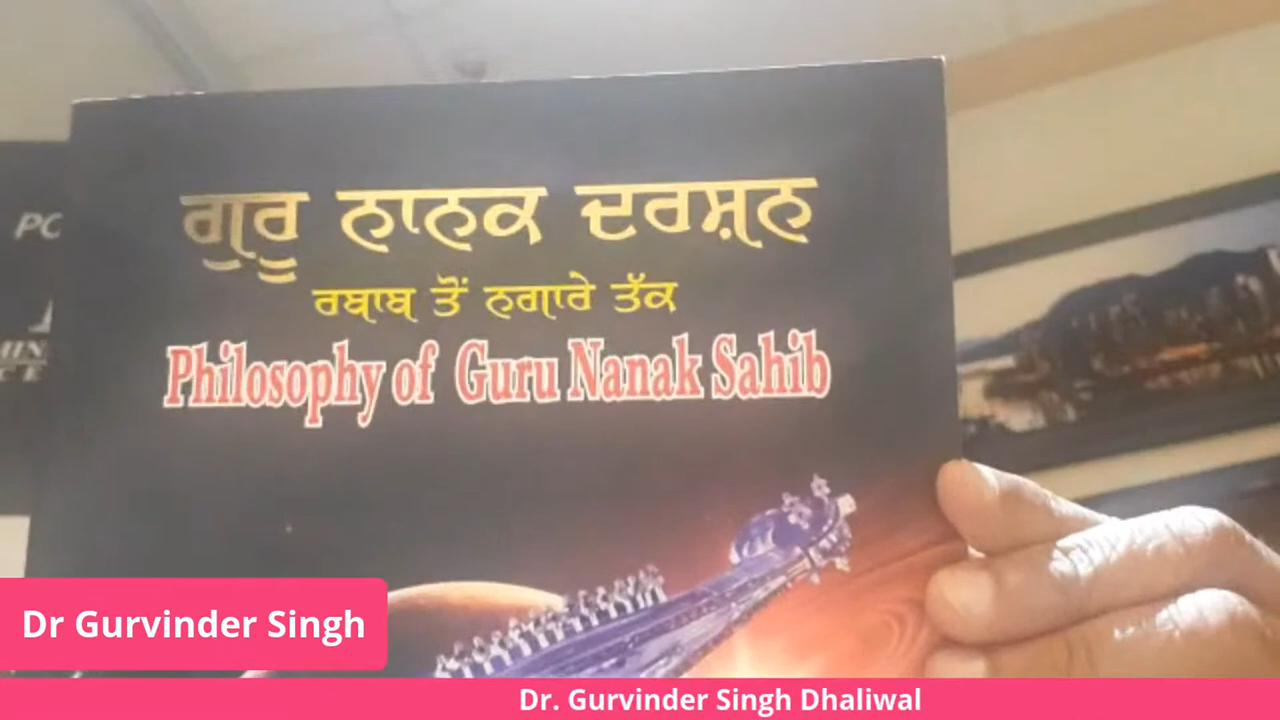 ਗੁਰੂ ਨਾਨਕ ਦਰਸ਼ਨ
ਰਬਾਬ ਤੋਂ ਨਗਾਰੇ ਤੱਕ
Philosophy of Guru Nanak Sahib
Dr Gurvinder Singh
Dr. Gurvinder Singh Dhaliwal